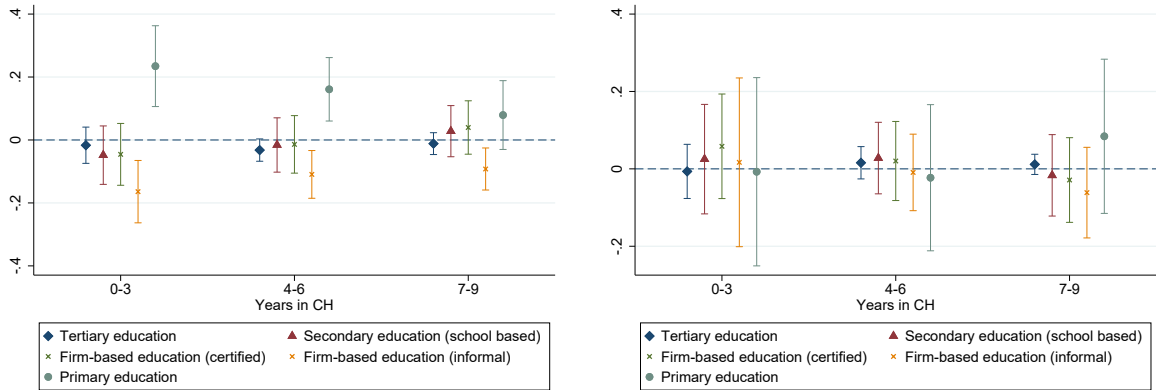 .4
.2
0
-.2
-.4
0-3
4-6
7-9
Years in CH
Tertiary education
Secondary education (school based)
Firm-based education (certified)
Firm-based education (informal)
Primary education
.4
.2
0
-.2
0-3
4-6
7-9
Years in CH
Tertiary education
Secondary education (school based)
Firm-based education (certified)
Firm-based education (informal)
Primary education